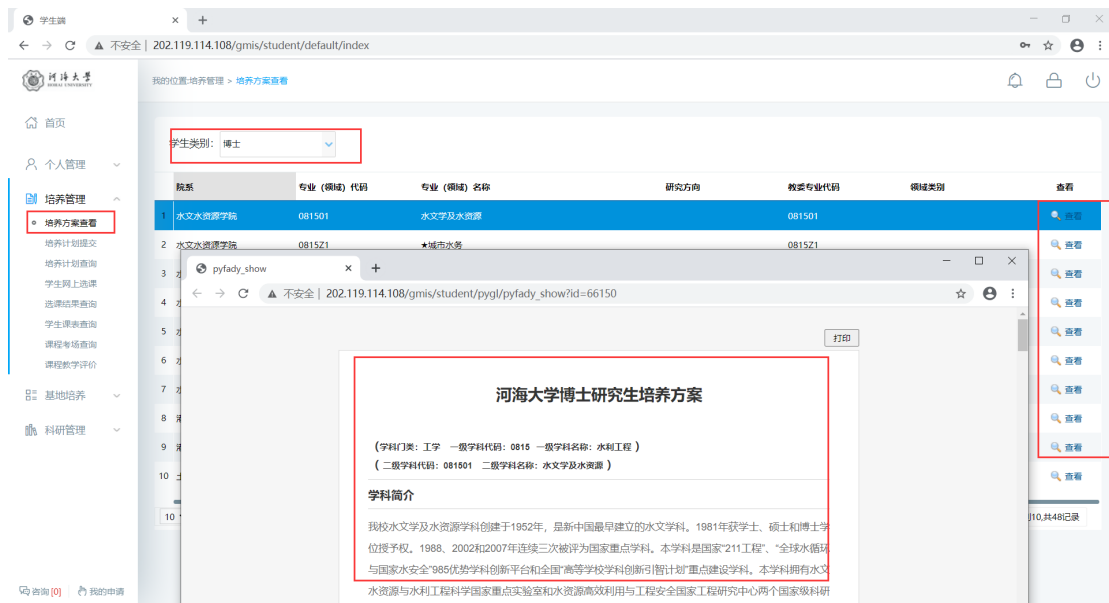 学生端
不安全 | 202.119.114.108/gmis/student/default/index
河海大学
HOHAI UNIVERSITY
我的位置:培养管理 > 培养方案查看
首页
个人管理
培养管理
培养方案查看
培养计划提交
培养计划查询
学生网上选课
选课结果查询
学生课表查询
课程考场查询
课程教学评价
基地培养
科研管理
咨询[0] 我的申请
学生类别: 博士
院系 专业（领域）代码 专业（领域）名称 研究方向 教委专业代码 领域类别 查看
1 水文水资源学院 081501 水文学及水资源 081501 查看
2 水文水资源学院 0815Z1 ★城市水务 0815Z1 查看
3 查看
4 查看
5 查看
6 查看
7 查看
8 查看
9 查看
10 查看
10 10,共48记录
pyfady_show
不安全 | 202.119.114.108/gmis/student/pygl/pyfady_show?id=66150
打印
河海大学博士研究生培养方案
（学科门类：工学 一级学科代码：0815 一级学科名称：水利工程 ）
（ 二级学科代码：081501 二级学科名称：水文学及水资源 ）
学科简介
我校水文学及水资源学科创建于1952年，是新中国最早建立的水文学科。1981年获学士、硕士和博士学
位授予权。1988、2002和2007年连续三次被评为国家重点学科。本学科是国家“211工程”、“全球水循环
与国家水安全”985优势学科创新平台和全国“高等学校学科创新引智计划”重点建设学科。本学科拥有水文
水资源与水利工程科学国家重点实验室和水资源高效利用与工程安全国家工程研究中心两个国家级科研